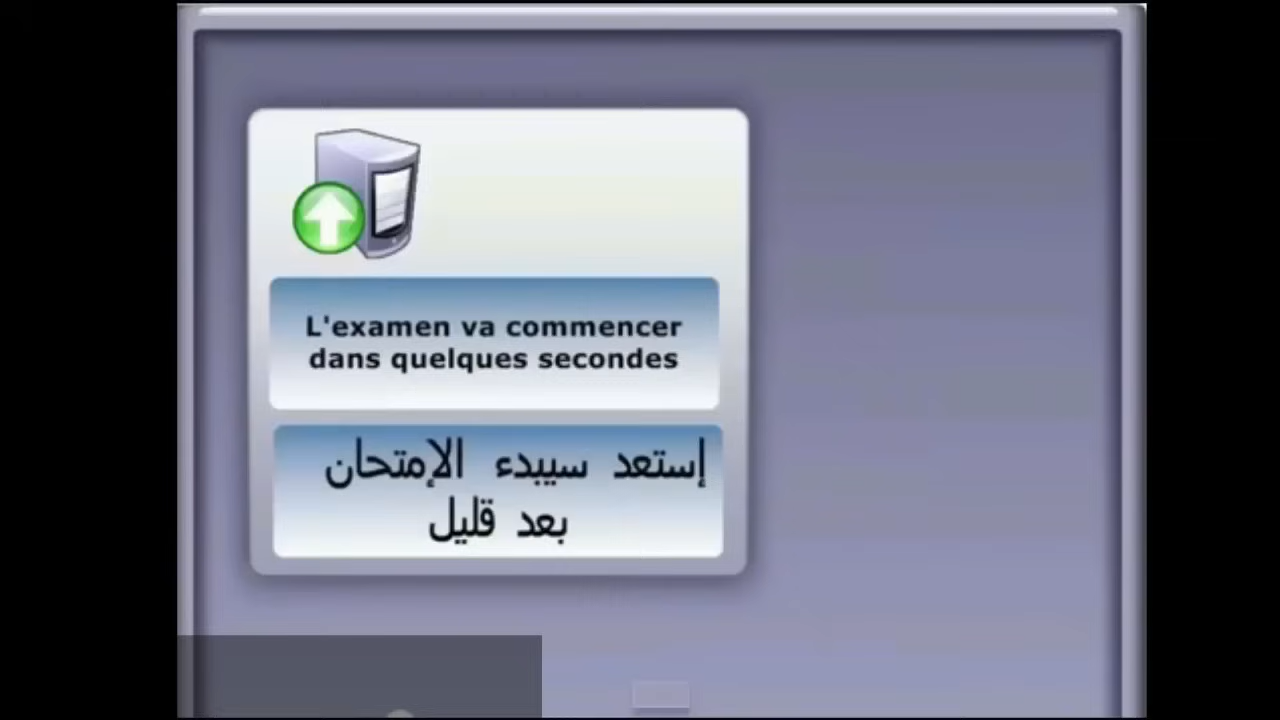 L'examen va commencer
dans quelques secondes
إستعد سيبدء الإمتحان
بعد قليل